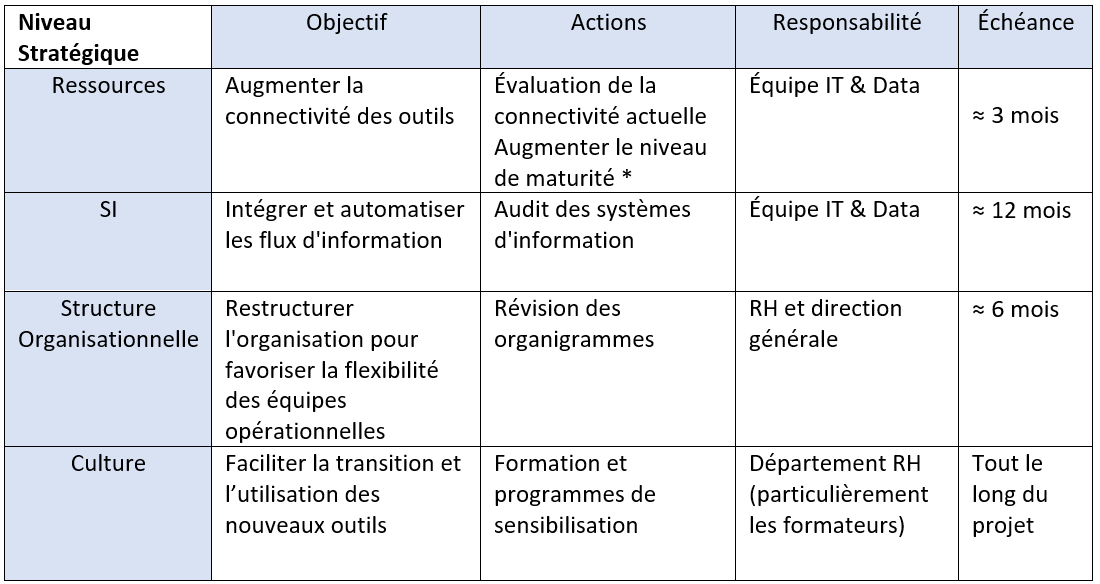 Niveau
Stratégique
Objectif
Actions
Responsabilité
Échéance
Ressources
Augmenter la
connectivité des outils
Évaluation de la
connectivité actuelle
Augmenter le niveau
de maturité *
Équipe IT & Data
≈ 3 mois
SI
Intégrer et automatiser
les flux d'information
Audit des systèmes
d'information
Équipe IT & Data
≈ 12 mois
Structure
Organisationnelle
Restructurer
l'organisation pour
favoriser la flexibilité
des équipes
opérationnelles
Révision des
organigrammes
RH et direction
générale
≈ 6 mois
Culture
Faciliter la transition et
l’utilisation des
nouveaux outils
Formation et
programmes de
sensibilisation
Département RH
(particulièrement
les formateurs)
Tout le
long du
projet